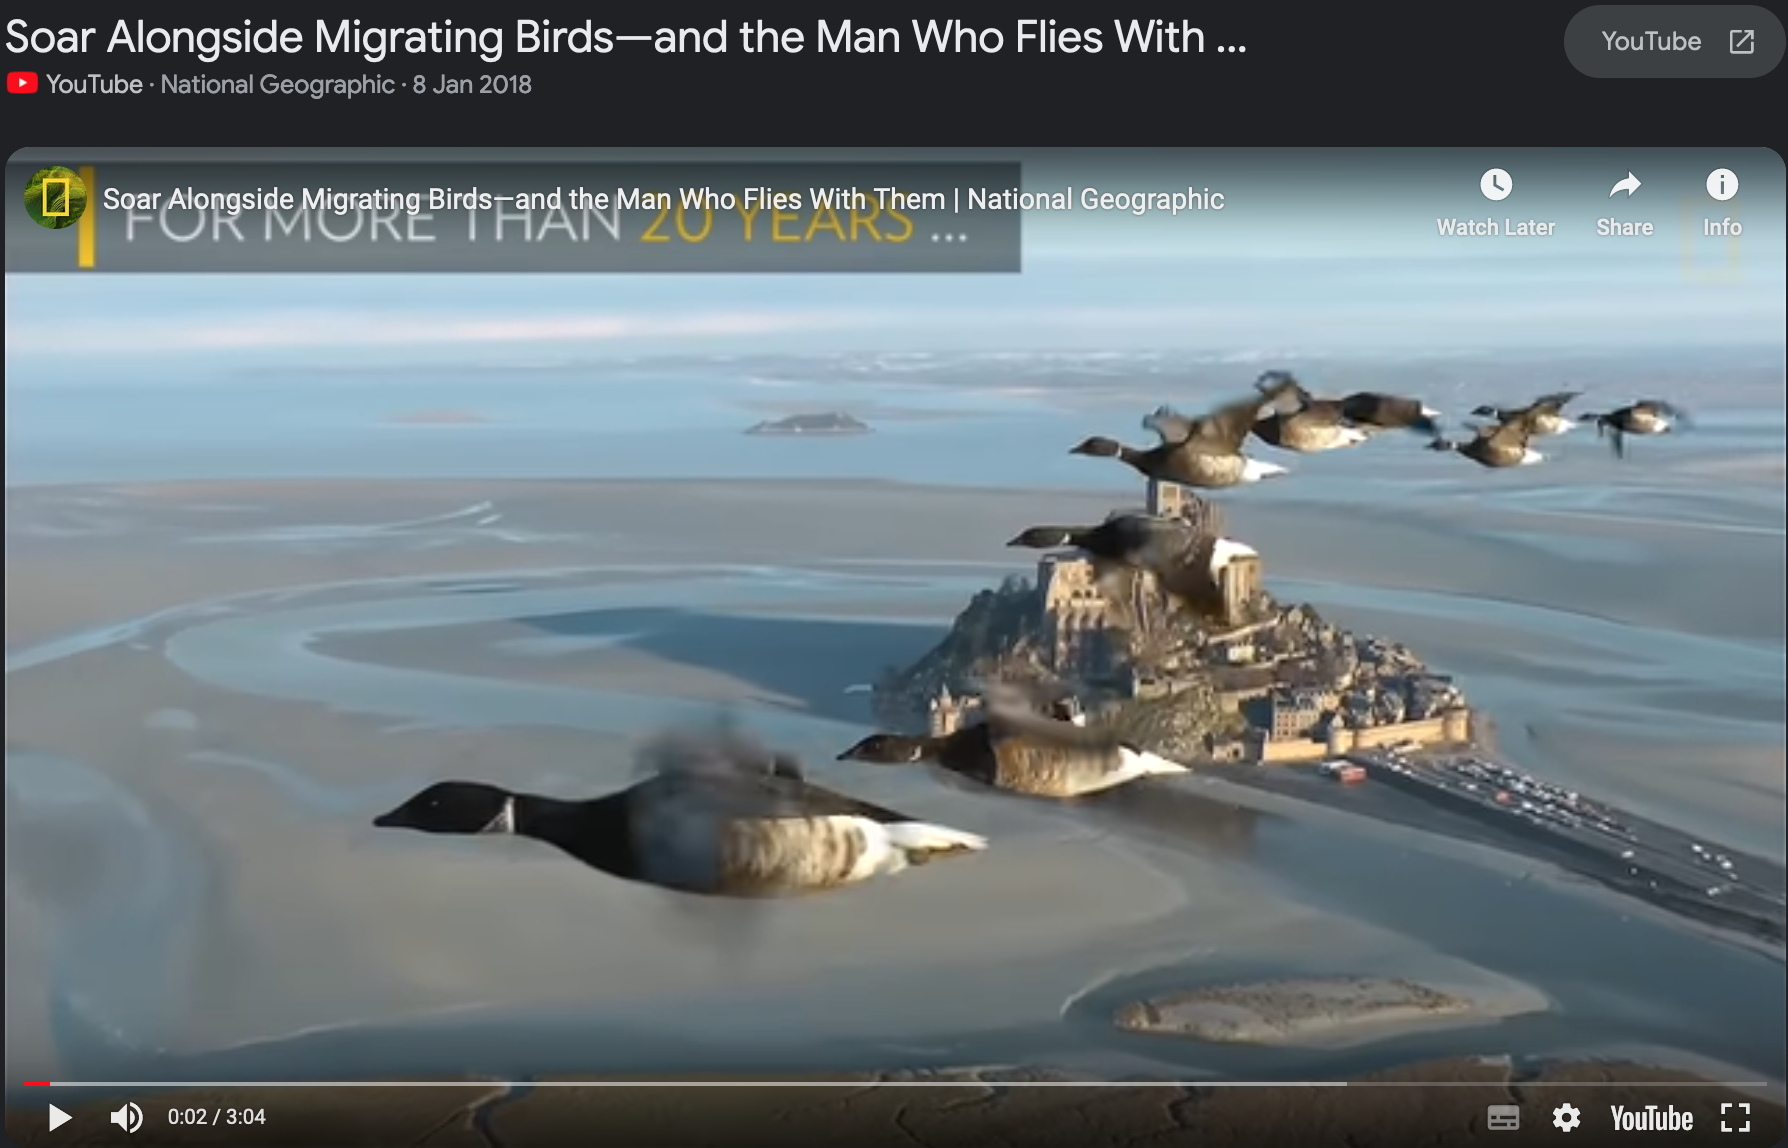 Soar Alongside Migrating Birds—and the Man Who Flies With ...
YouTube
YouTube · National Geographic · 8 Jan 2018
Soar Alongside Migrating Birds—and the Man Who Flies With Them | National Geographic
FOR MORE THAN 20 YEARS ...
Watch Later
Share
Info
0:02 / 3:04
YouTube